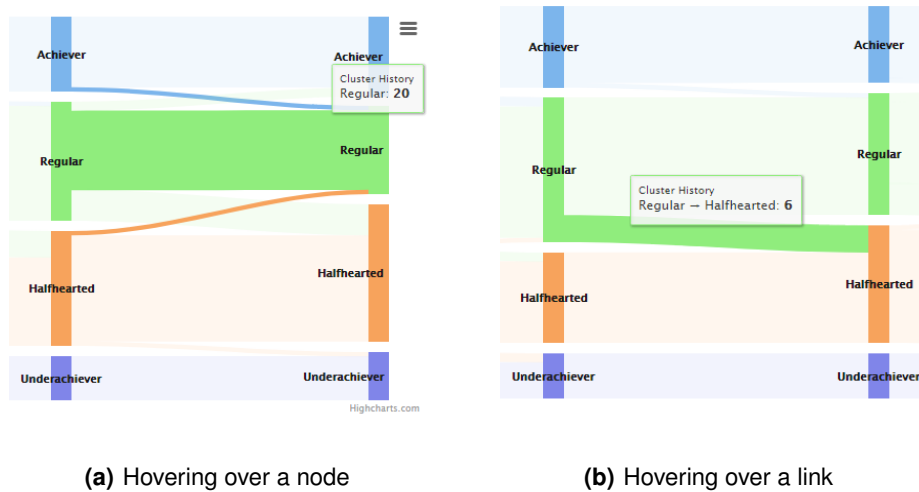 Achiever
Achiever
Cluster History
Regular: 20
Regular
Regular
Halfhearted
Halfhearted
Underachiever
Underachiever
Highcharts.com
(a) Hovering over a node
Achiever
Achiever
Regular
Regular
Cluster History
Regular → Halfhearted: 6
Halfhearted
Halfhearted
Underachiever
Underachiever
(b) Hovering over a link